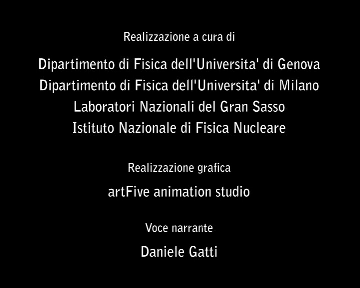 Realizzazione a cura di
Dipartimento di Fisica dell'Universita' di Genova
Dipartimento di Fisica dell'Universita' di Milano
Laboratori Nazionali del Gran Sasso
Istituto Nazionale di Fisica Nucleare
Realizzazione grafica
artFive animation studio
Voce narrante
Daniele Gatti